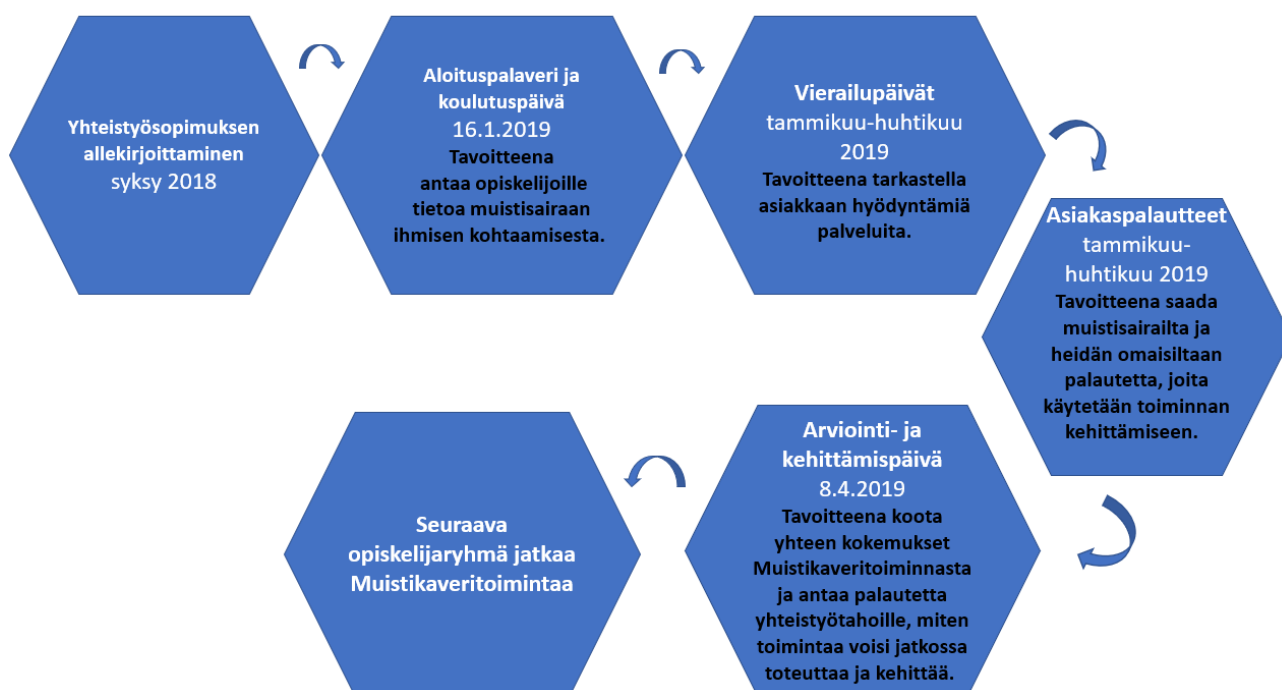 Yhteistyösopimuksen
allekirjoittaminen
syksy 2018
Aloituspalaveri ja
koulutuspäivä
16.1.2019
Tavoitteena
antaa opiskelijoille
tietoa muistisairaan
ihmisen kohtaamisesta.
Vierailupäivät
tammikuu-huhtikuu
2019
Tavoitteena tarkastella
asiakkaan hyödyntämiä
palveluita.
Asiakaspalautteet
tammikuu-
huhtikuu 2019
Tavoitteena saada
muistisairailta ja
heidän omaisiltaan
palautetta, joita
käytetään toiminnan
kehittämiseen.
Arviointi- ja
kehittämispäivä
8.4.2019
Tavoitteena koota
yhteen kokemukset
Muistikaveritoiminnasta
ja antaa palautetta
yhteistyötahoille, miten
toimintaa voisi jatkossa
toteuttaa ja kehittää.
Seuraava
opiskelijaryhmä jatkaa
Muistikaveritoimintaa